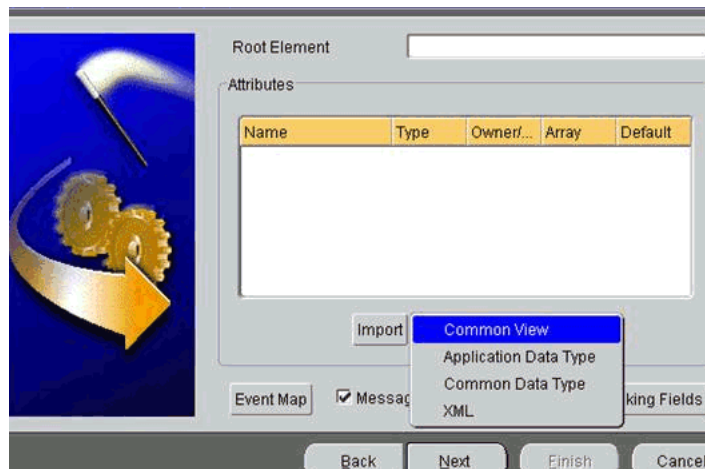 Root Element
Attributes
Name Type Owner/... Array Default
Import Common View
Application Data Type
Common Data Type
XML
Event Map Messag king Fields
Back Next Finish Cancel